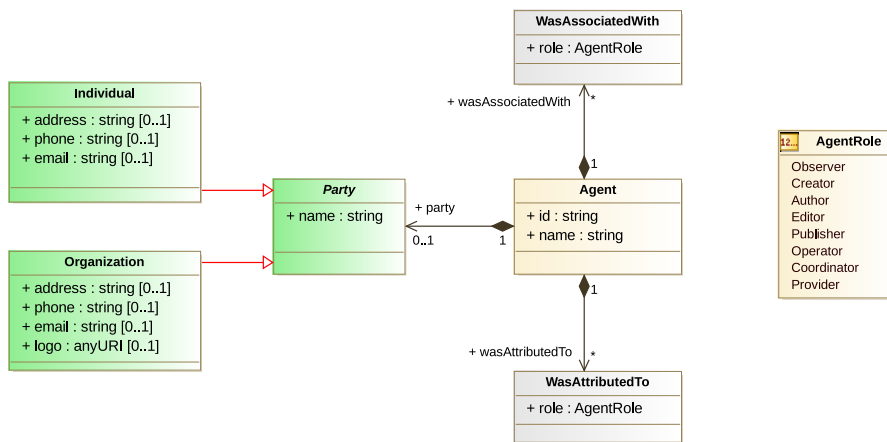 WasAssociatedWith
+ role : AgentRole
+ wasAssociatedWith
*
1
Individual
+ address : string [0..1]
+ phone : string [0..1]
+ email : string [0..1]
Party
+ name : string
+ party
0..1
1
Agent
+ id : string
+ name : string
12...
AgentRole
Observer
Creator
Author
Editor
Publisher
Operator
Coordinator
Provider
Organization
+ address : string [0..1]
+ phone : string [0..1]
+ email : string [0..1]
+ logo : anyURI [0..1]
1
+ wasAttributedTo
*
WasAttributedTo
+ role : AgentRole